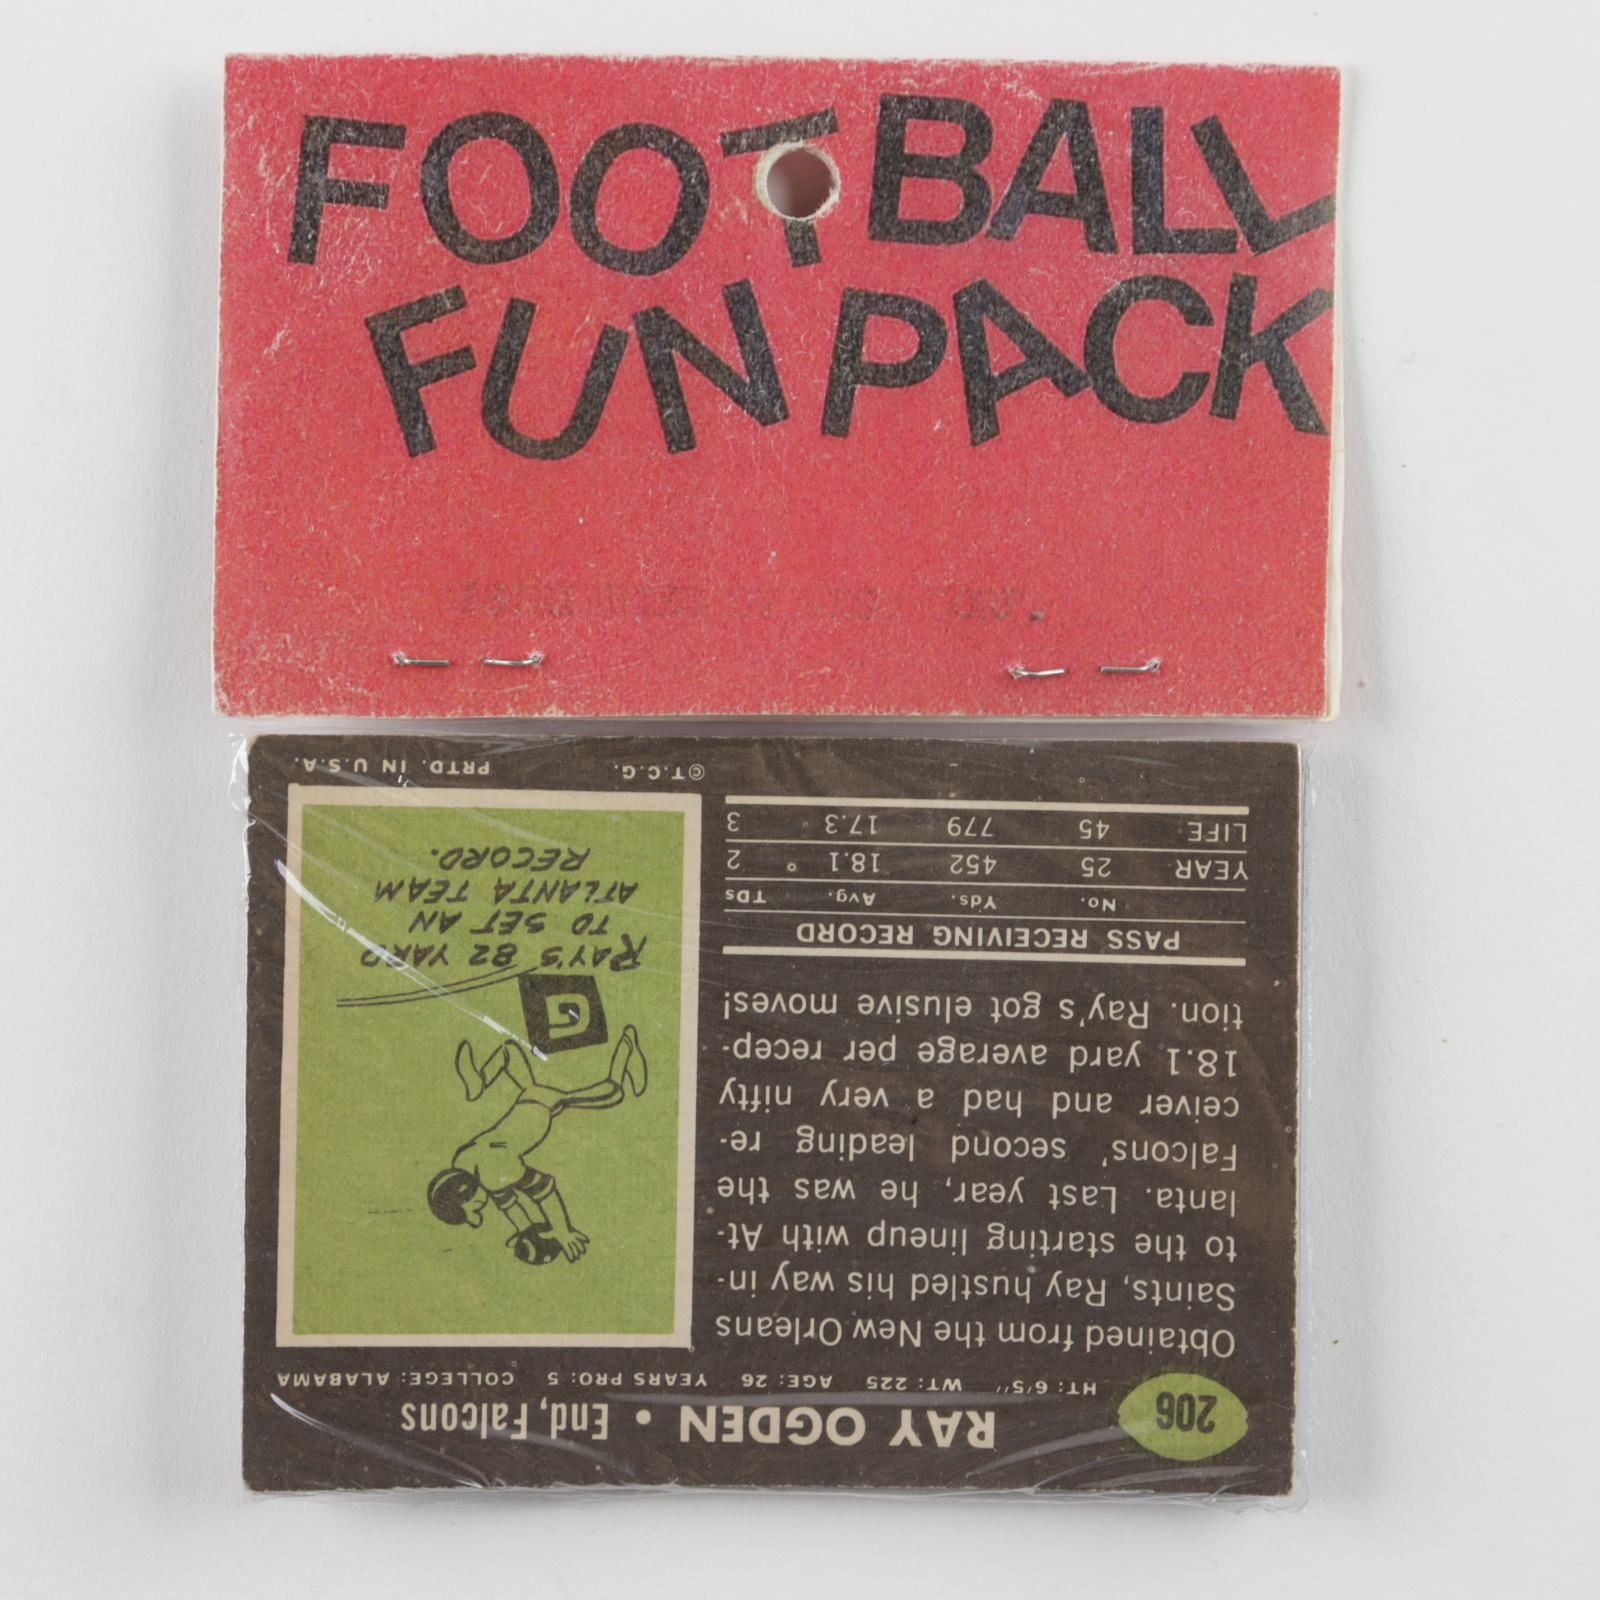 FOOTBALL
FUN PACK
206
RAY OGDEN • End, Falcons
HT: 6'5" WT: 225 AGE: 26 YEARS PRO: 5 COLLEGE: ALABAMA
Obtained from the New Orleans
Saints, Ray hustled his way in-
to the starting lineup with At-
lanta. Last year, he was the
Falcons' second leading re-
ceiver and had a very nifty
18.1 yard average per recep-
tion. Ray's got elusive moves!
PASS RECEIVING RECORD
No. Yds. Avg. TDs
YEAR 25 452 18.1 2
LIFE 45 779 17.3 3
G
RAY'S 82 YARD
TO SET AN
ATLANTA TEAM
RECORD.
©T.C.G. PRTD. IN U.S.A.